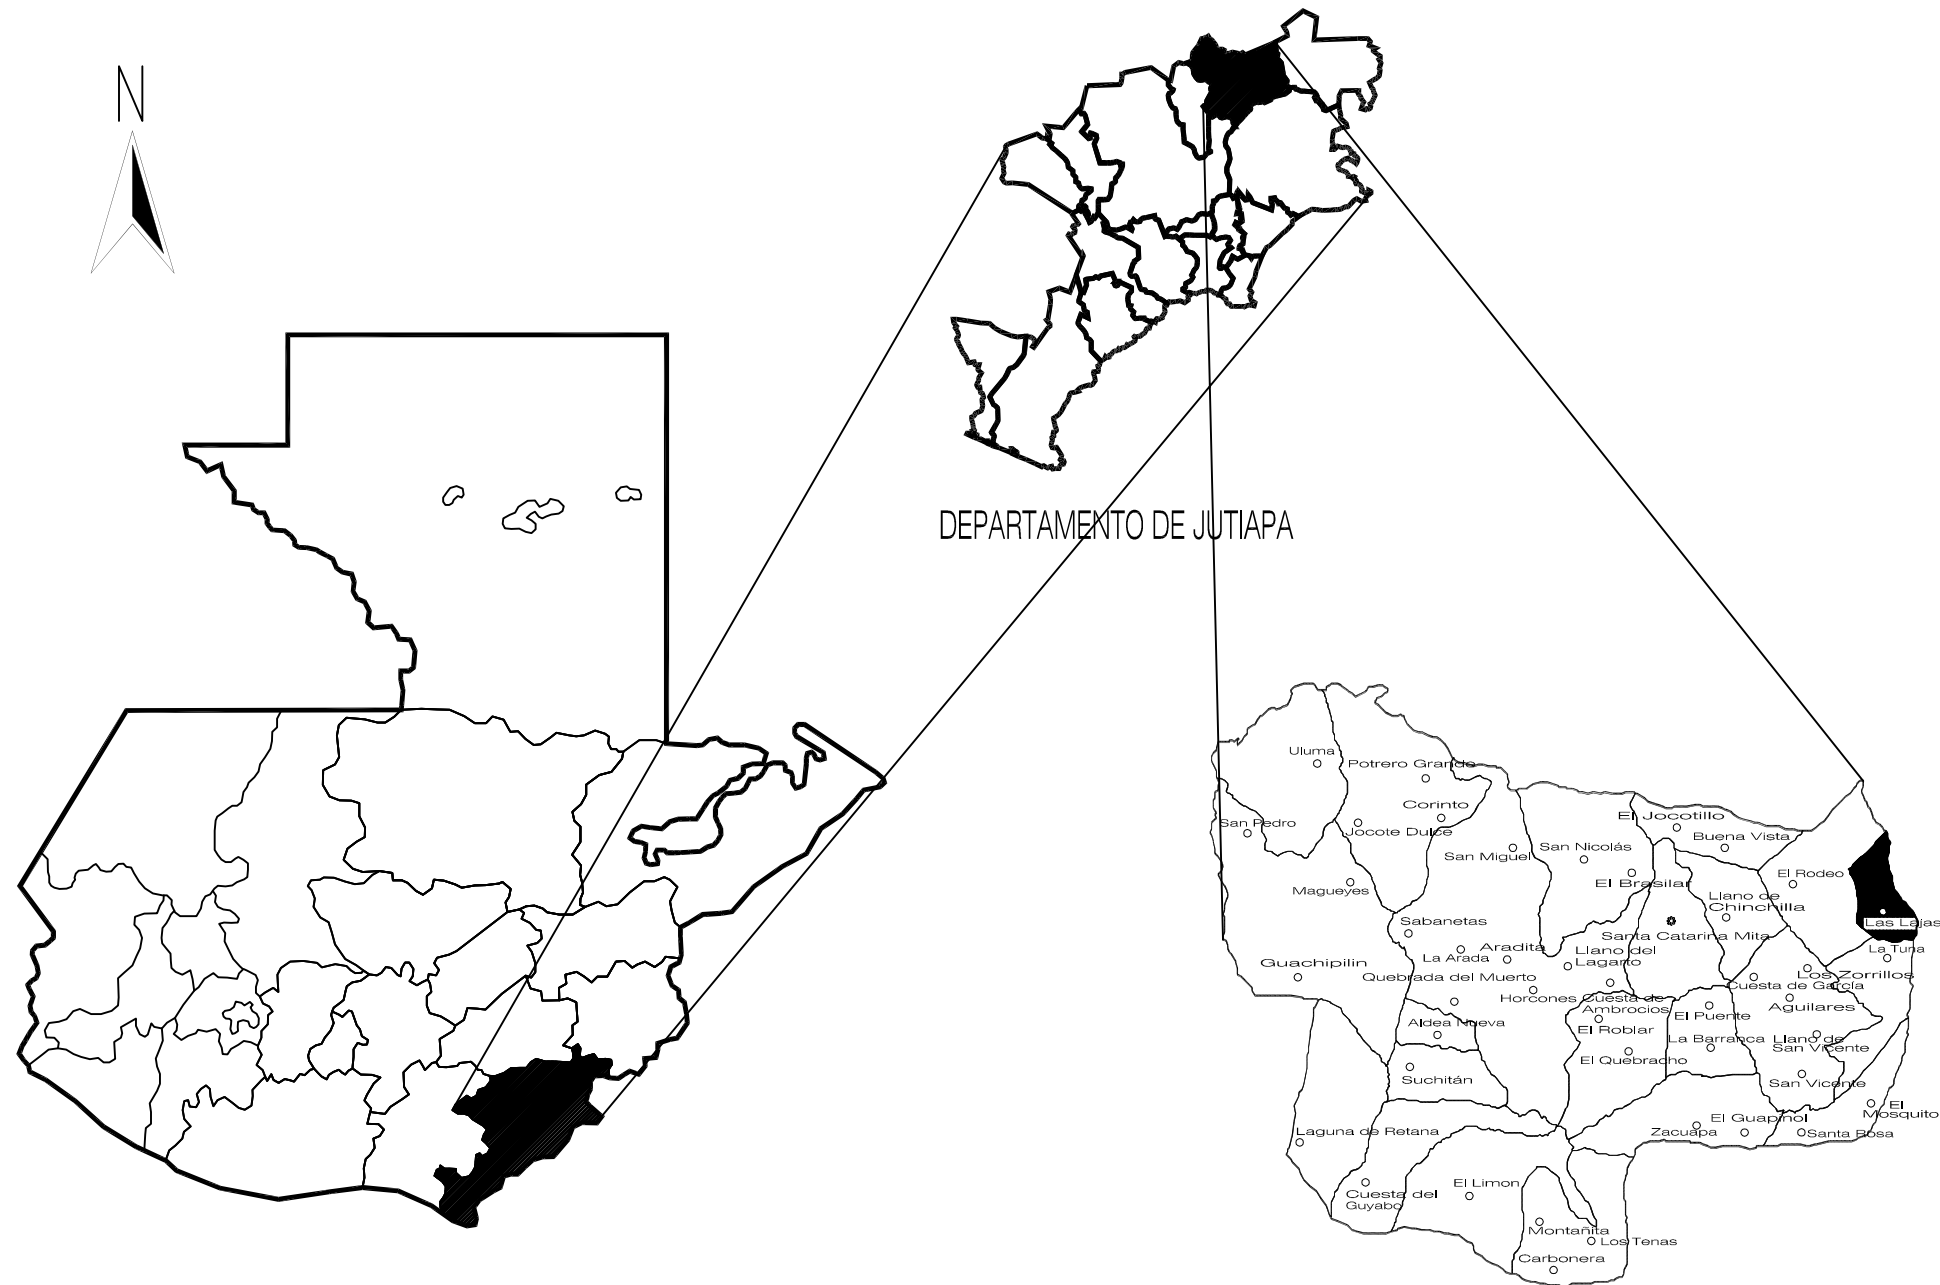 N
DEPARTAMENTO DE JUTIAPA
Uluma
Potrero Grande
Corinto
San Pedro
Jocote Dulce
El Jocotillo
Buena Vista
San Miguel
San Nicolás
El Brasilar
El Rodeo
Magueyes
Llano de
Chinchilla
Sabanetas
Las Lajas
Santa Catarina Mita
La Arada
Aradita
Llano del
Lagarto
La Tuna
Guachipilin
Quebrada del Muerto
Los Zorrillos
Cuesta de García
Horcones
Cuesta de
Ambrocios
Aguilares
El Puente
Aldea Nueva
El Roblar
La Barranca
Llano de
San Vicente
El Quebracho
Suchitán
San Vicente
El
Mosquito
El Guapinol
Zacuapa
Santa Rosa
Laguna de Retana
El Limon
Cuesta del
Guyabo
Montañita
Los Tenas
Carbonera